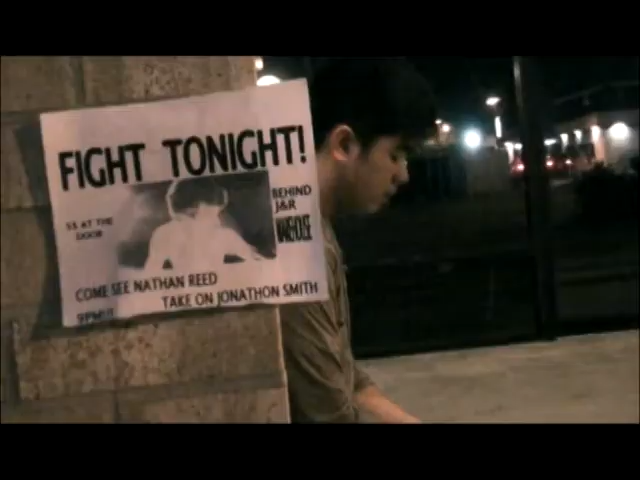 FIGHT TONIGHT!
$5 AT THE
DOOR
BEHIND
J&R
WAREHOUSE
COME SEE NATHAN REED
TAKE ON JONATHON SMITH
9PM!!